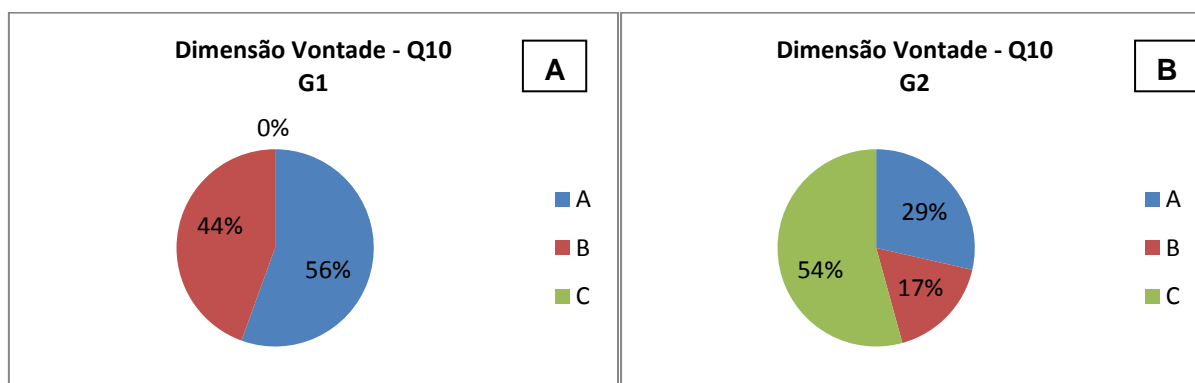 Dimensão Vontade - Q10
G1
A
0%
44%
56%
A
B
C
Dimensão Vontade - Q10
G2
B
29%
54%
17%
A
B
C